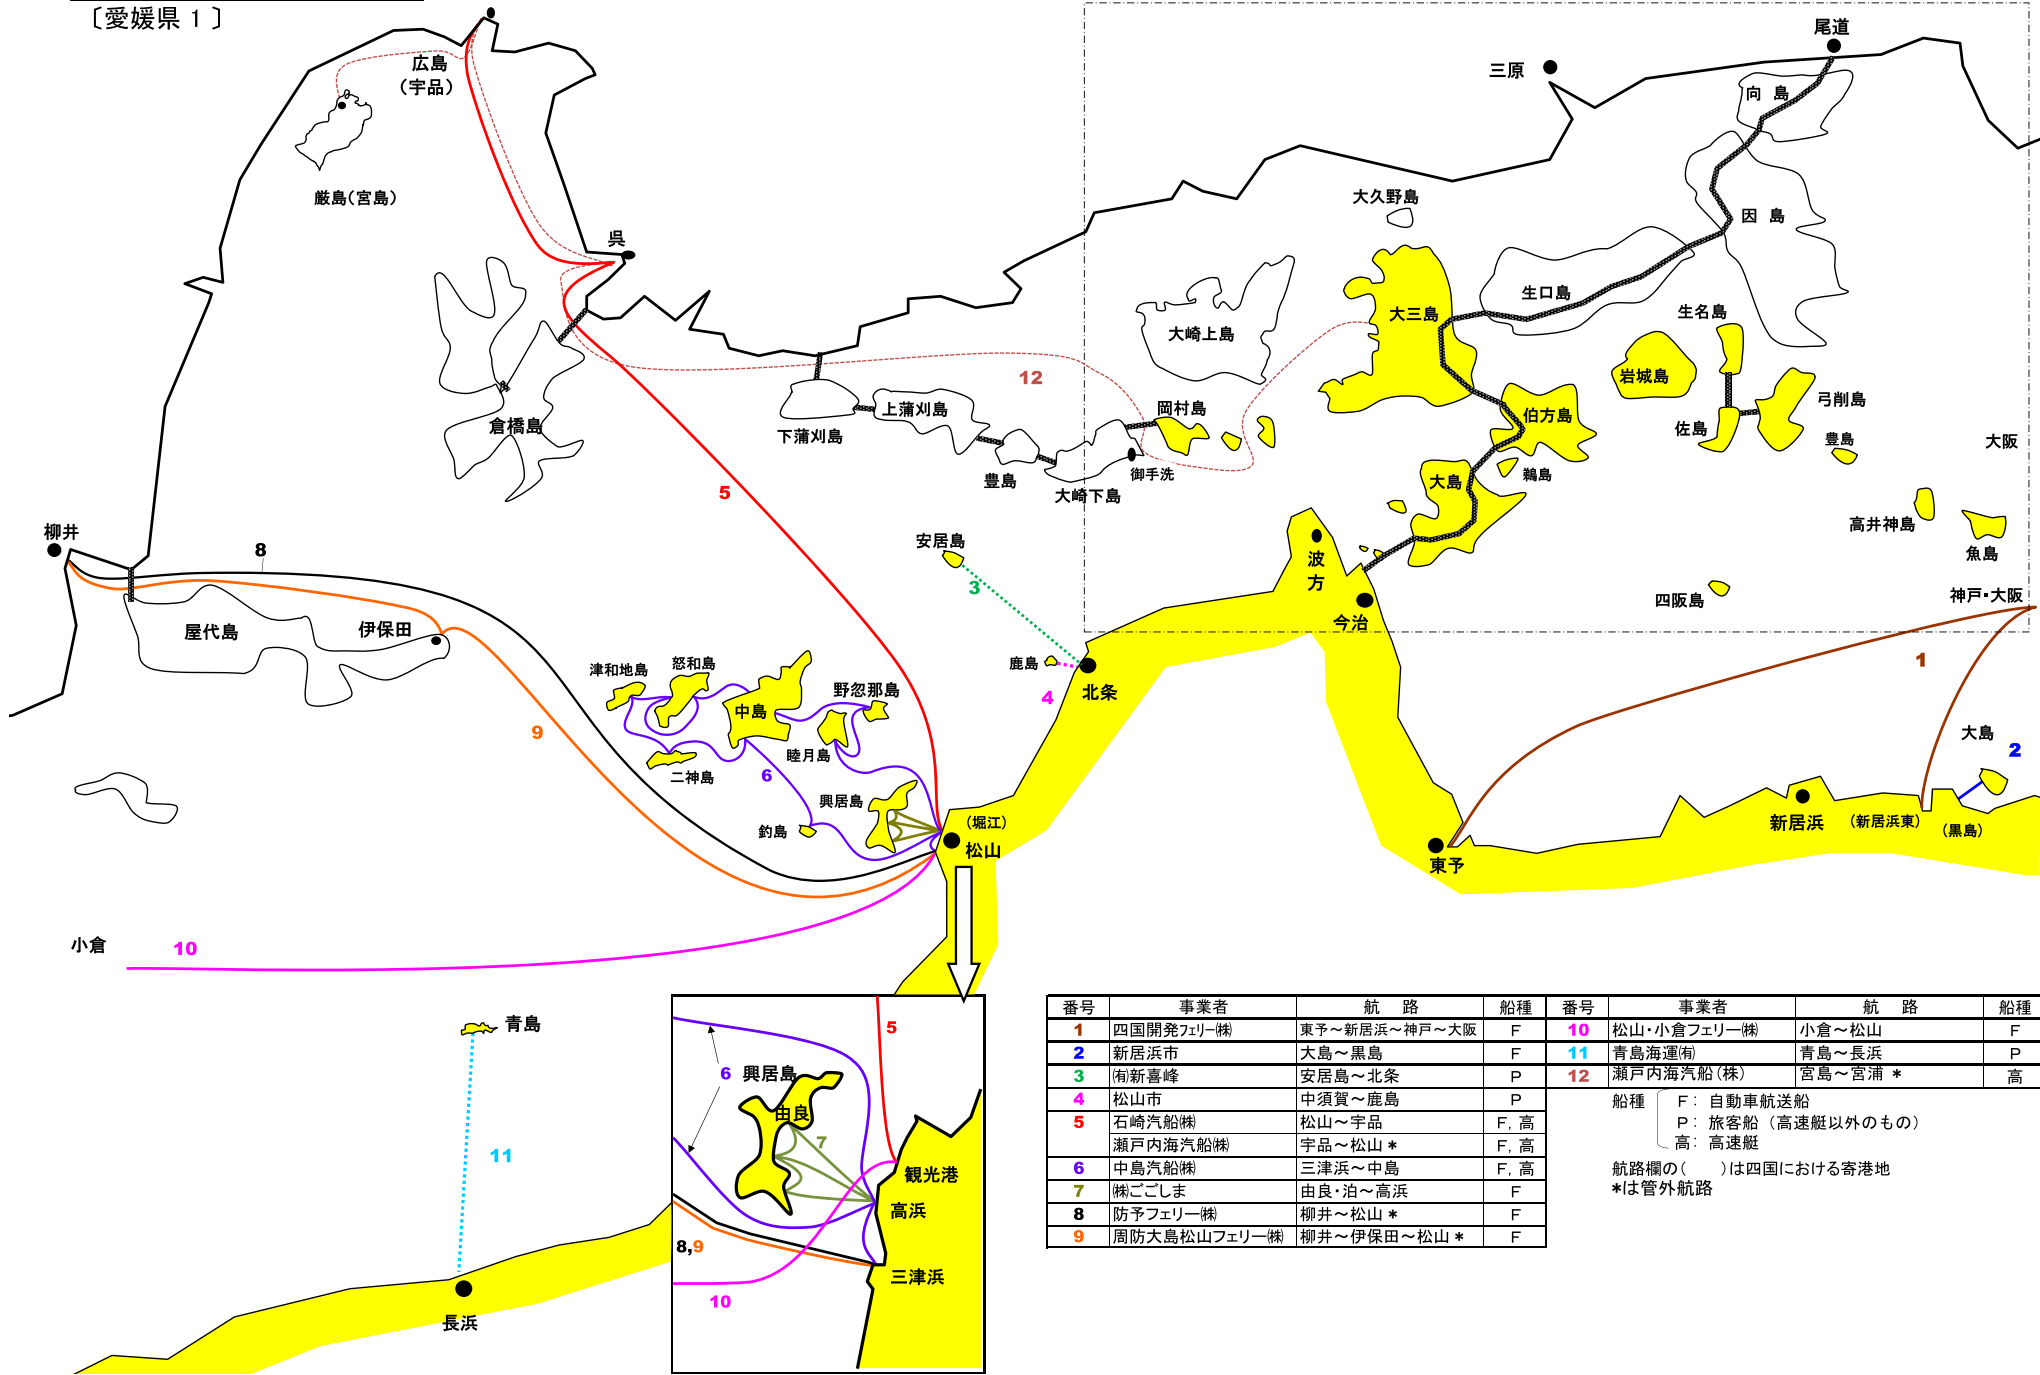 〔愛媛県 1 〕
尾道
広島
（宇品）
三原
向 島
厳島（宮島）
大久野島
因 島
呉
生口島
大三島
生名島
大崎上島
12
岩城島
弓削島
上蒲刈島
岡村島
伯方島
倉橋島
下蒲刈島
佐島
豊島
大阪
御手洗
鵜島
豊島
大崎下島
大島
5
高井神島
柳井
安居島
魚島
8
波
方
3
四阪島
神戸・大阪
今治
屋代島
伊保田
津和地島
怒和島
鹿島
1
北条
野忽那島
4
中島
9
大島
2
睦月島
二神島
6
興居島
釣島
（堀江）
新居浜
（新居浜東）
（黒島）
松山
東予
小倉
10
青島
11
長浜
5
6
興居島
由良
7
観光港
高浜
8,9
三津浜
10
番号 事業者 航 路 船種 番号 事業者 航 路 船種
1 四国開発フェリー㈱ 東予～新居浜～神戸～大阪 F 10 松山・小倉フェリー㈱ 小倉～松山 F
2 新居浜市 大島～黒島 F 11 青島海運㈲ 青島～長浜 P
3 ㈲新喜峰 安居島～北条 P 12 瀬戸内海汽船（株） 宮島～宮浦 * 高
4 松山市 中須賀～鹿島 P
5 石崎汽船㈱ 松山～宇品 F, 高
瀬戸内海汽船㈱ 宇品～松山 * F, 高
6 中島汽船㈱ 三津浜～中島 F, 高
7 ㈱ごごしま 由良・泊～高浜 F
8 防予フェリー㈱ 柳井～松山 * F
9 周防大島松山フェリー㈱ 柳井～伊保田～松山 * F
船種 F： 自動車航送船
P： 旅客船 （高速艇以外のもの）
高： 高速艇
航路欄の（ ）は四国における寄港地
*は管外航路